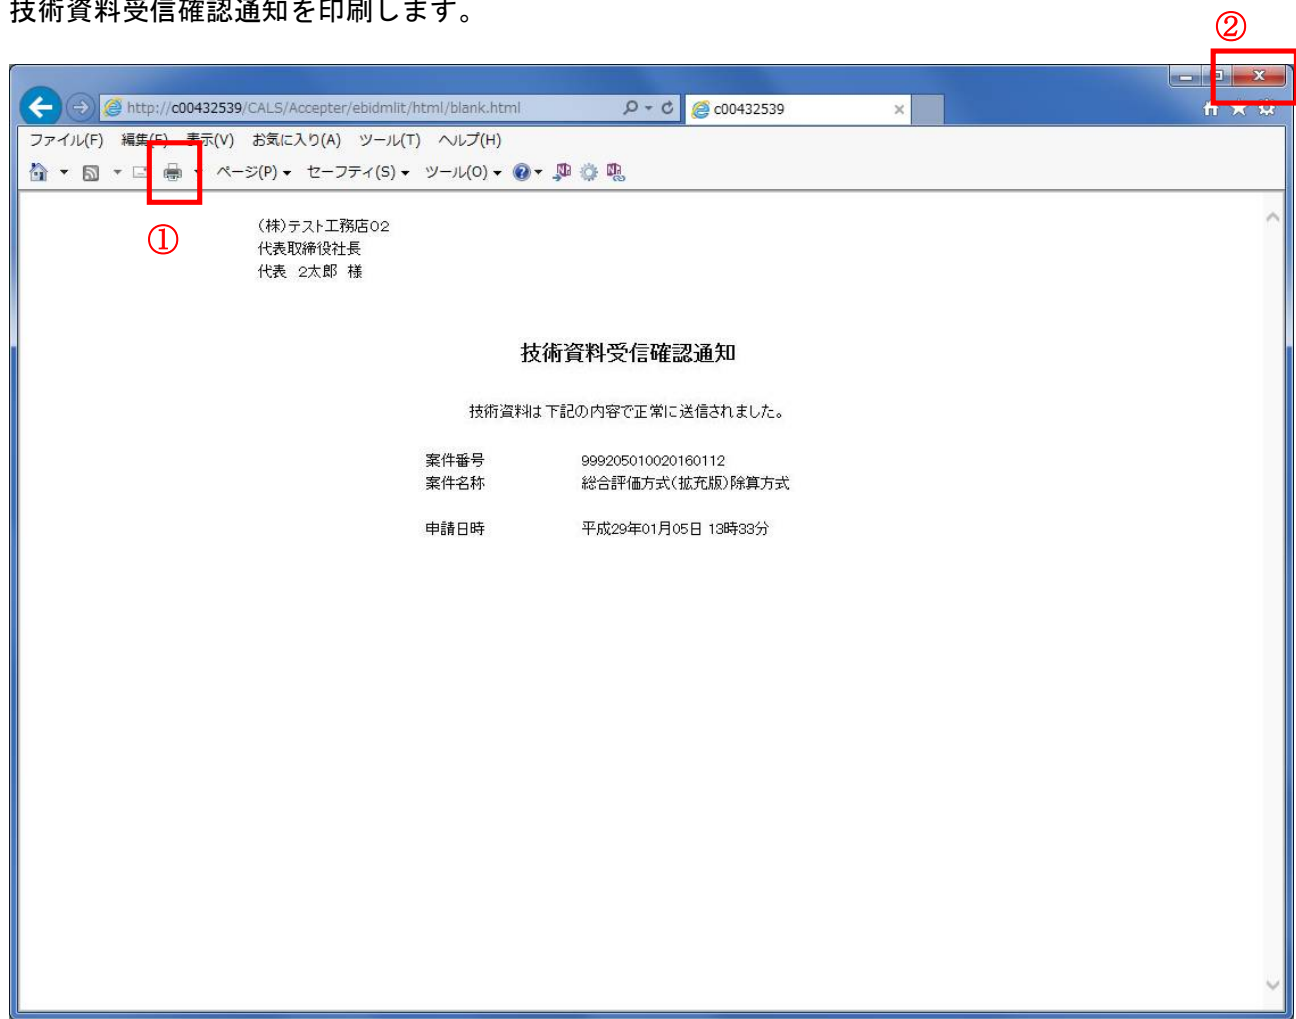 技術資料受信確認通知を印刷します。
②
http://c00432539/CALS/Accepter/ebidmlit/html/blank.html
c00432539
ファイル(F) 編集(E) 表示(V) お気に入り(A) ツール(T) ヘルプ(H)
ページ(P) セーフティ(S) ツール(O)
①
(株)テスト工務店02
代表取締役社長
代表 2太郎 様
技術資料受信確認通知
技術資料は下記の内容で正常に送信されました。
案件番号 999205010020160112
案件名称 総合評価方式(拡充版)除算方式
申請日時 平成29年01月05日 13時33分